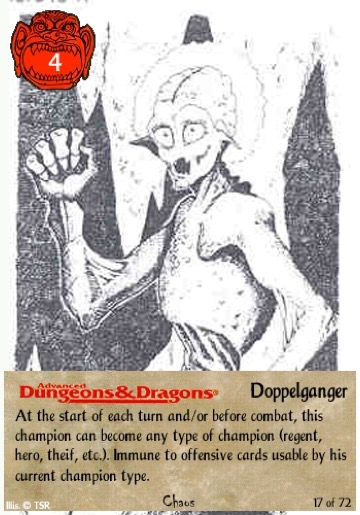 4
Advanced
Dungeons&Dragons® Doppelganger
At the start of each turn and/or before combat, this
champion can become any type of champion (regent,
hero, theif, etc.). Immune to offensive cards usable by his
current champion type.
Illis. © TSR Chaos 17 of 72